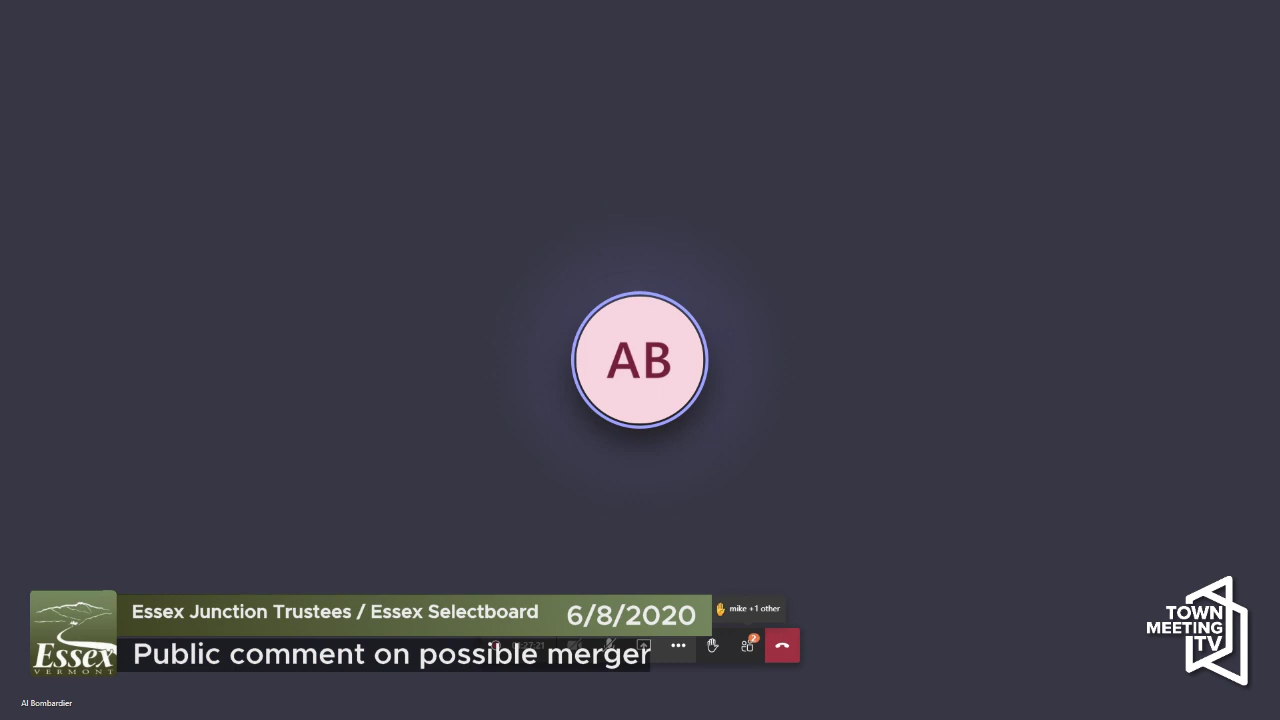 AB
Essex Junction Trustees / Essex Selectboard 6/8/2020
mike +1 other
Public comment on possible merger
2
Essex
VERMONT
TOWN
MEETING
TV
Al Bombardier